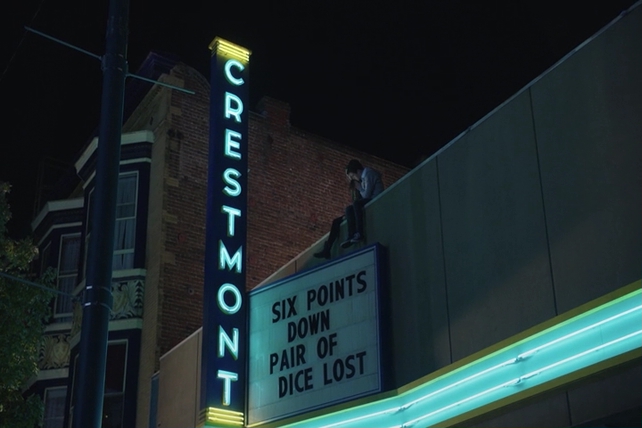 CRESTMONT
SIX POINTS
DOWN
PAIR OF
DICE LOST